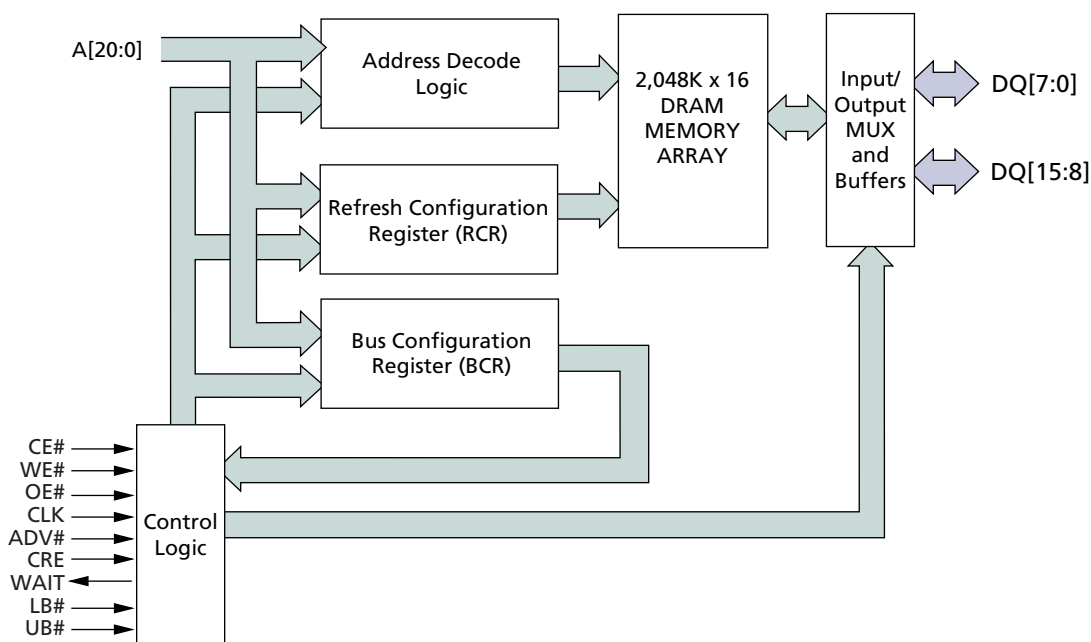 A[20:0]
Address Decode
Logic
2,048K x 16
DRAM
MEMORY
ARRAY
Input/
Output
MUX
and
Buffers
DQ[7:0]
DQ[15:8]
Refresh Configuration
Register (RCR)
Bus Configuration
Register (BCR)
CE#
WE#
OE#
CLK
ADV#
CRE
WAIT
LB#
UB#
Control
Logic